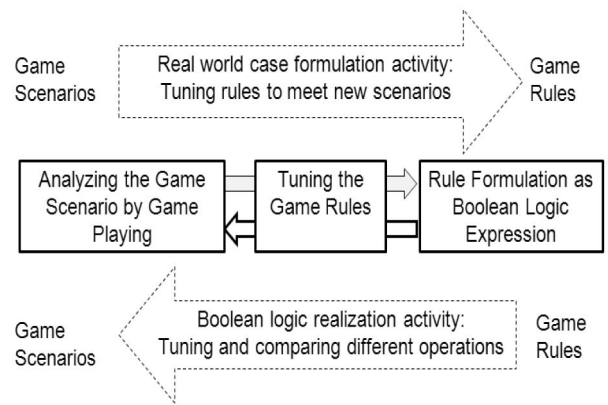 Game
Scenarios
Real world case formulation activity:
Tuning rules to meet new scenarios
Game
Rules
Analyzing the Game
Scenario by Game
Playing
Tuning the
Game Rules
Rule Formulation as
Boolean Logic
Expression
Game
Scenarios
Boolean logic realization activity:
Tuning and comparing different operations
Game
Rules